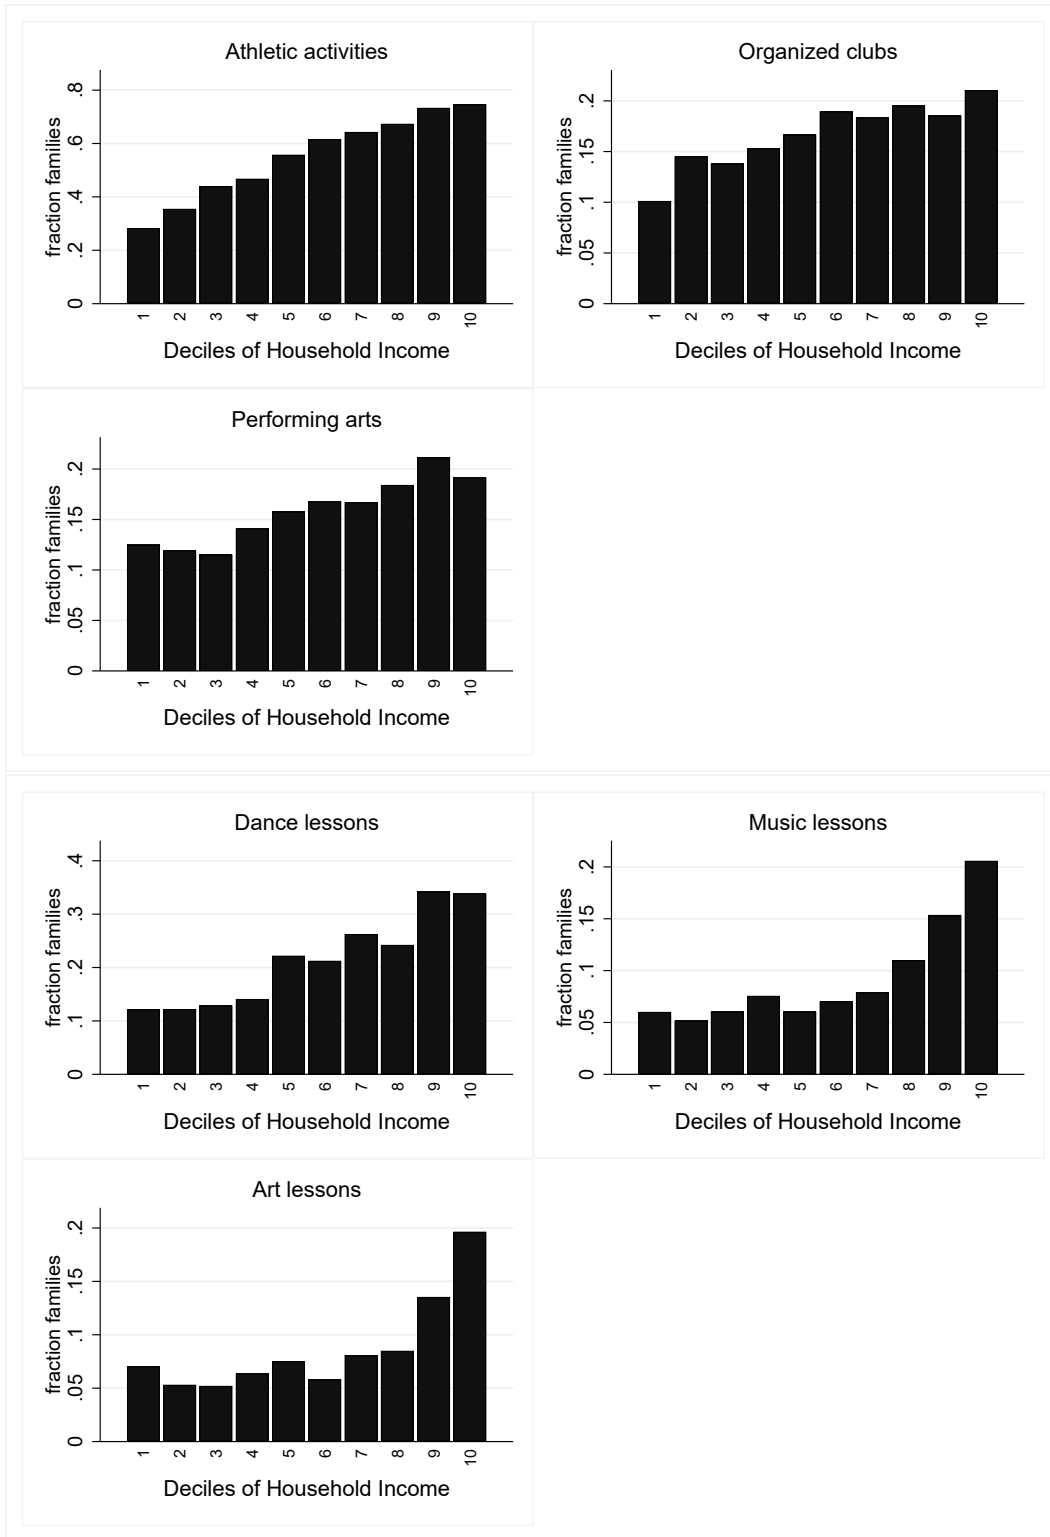 Athletic activities
fraction families
.8
.6
.4
.2
0
1 2 3 4 5 6 7 8 9 10
Deciles of Household Income
Organized clubs
fraction families
.2
.15
.1
.05
0
1 2 3 4 5 6 7 8 9 10
Deciles of Household Income
Performing arts
fraction families
.2
.15
.1
.05
0
1 2 3 4 5 6 7 8 9 10
Deciles of Household Income
Dance lessons
fraction families
.4
.3
.2
.1
0
1 2 3 4 5 6 7 8 9 10
Deciles of Household Income
Music lessons
fraction families
.2
.15
.1
.05
0
1 2 3 4 5 6 7 8 9 10
Deciles of Household Income
Art lessons
fraction families
.2
.15
.1
.05
0
1 2 3 4 5 6 7 8 9 10
Deciles of Household Income